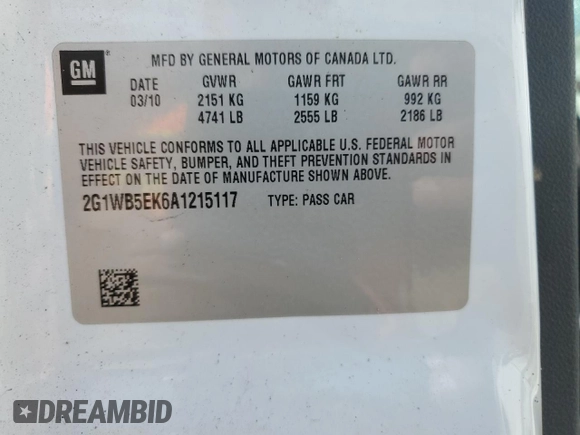 GM
MFD BY GENERAL MOTORS OF CANADA LTD.
DATE GVWR GAWR FRT GAWR RR
03/10 2151 KG 1159 KG 992 KG
4741 LB 2555 LB 2186 LB
THIS VEHICLE CONFORMS TO ALL APPLICABLE U.S. FEDERAL MOTOR
VEHICLE SAFETY, BUMPER, AND THEFT PREVENTION STANDARDS IN
EFFECT ON THE DATE OF MANUFACTURE SHOWN ABOVE.
2G1WB5EK6A1215117 TYPE: PASS CAR
DREAMBID